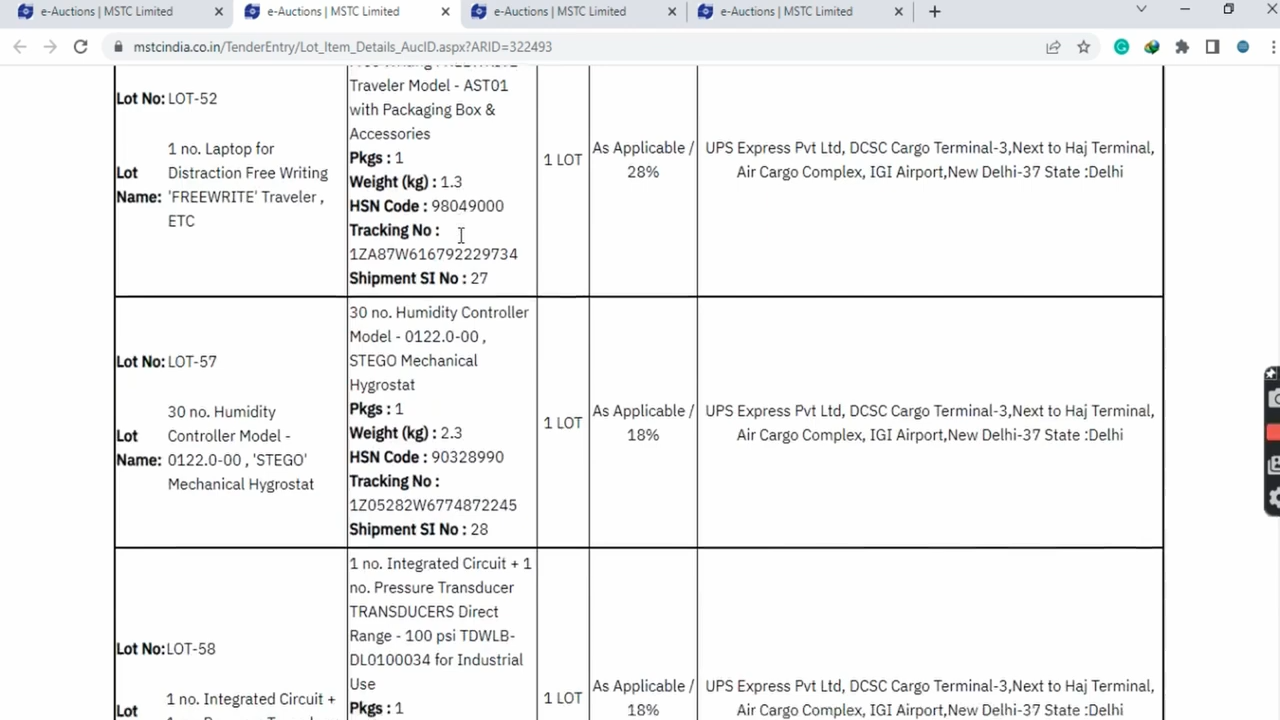 e-Auctions | MSTC Limited
e-Auctions | MSTC Limited
e-Auctions | MSTC Limited
e-Auctions | MSTC Limited
mstcindia.co.in/TenderEntry/Lot_Item_Details_AucID.aspx?ARID=322493
Lot No: LOT-52
Lot Name: 1 no. Laptop for
Distraction Free Writing
'FREEWRITE' Traveler ,
ETC
Traveler Model - AST01
with Packaging Box &
Accessories
Pkgs : 1
Weight (kg) : 1.3
HSN Code : 98049000
Tracking No :
1ZA87W616792229734
Shipment SI No : 27
1 LOT
As Applicable /
28%
UPS Express Pvt Ltd, DCSC Cargo Terminal-3,Next to Haj Terminal,
Air Cargo Complex, IGI Airport,New Delhi-37 State :Delhi
Lot No: LOT-57
Lot Name: 30 no. Humidity
Controller Model -
0122.0-00 , 'STEGO'
Mechanical Hygrostat
30 no. Humidity Controller
Model - 0122.0-00 ,
STEGO Mechanical
Hygrostat
Pkgs : 1
Weight (kg) : 2.3
HSN Code : 90328990
Tracking No :
1Z05282W6774872245
Shipment SI No : 28
1 LOT
As Applicable /
18%
UPS Express Pvt Ltd, DCSC Cargo Terminal-3,Next to Haj Terminal,
Air Cargo Complex, IGI Airport,New Delhi-37 State :Delhi
Lot No: LOT-58
Lot 1 no. Integrated Circuit +
1 no. Integrated Circuit + 1
no. Pressure Transducer
TRANSDUCERS Direct
Range - 100 psi TDWLB-
DL0100034 for Industrial
Use
Pkgs : 1
1 LOT
As Applicable /
18%
UPS Express Pvt Ltd, DCSC Cargo Terminal-3,Next to Haj Terminal,
Air Cargo Complex, IGI Airport,New Delhi-37 State :Delhi